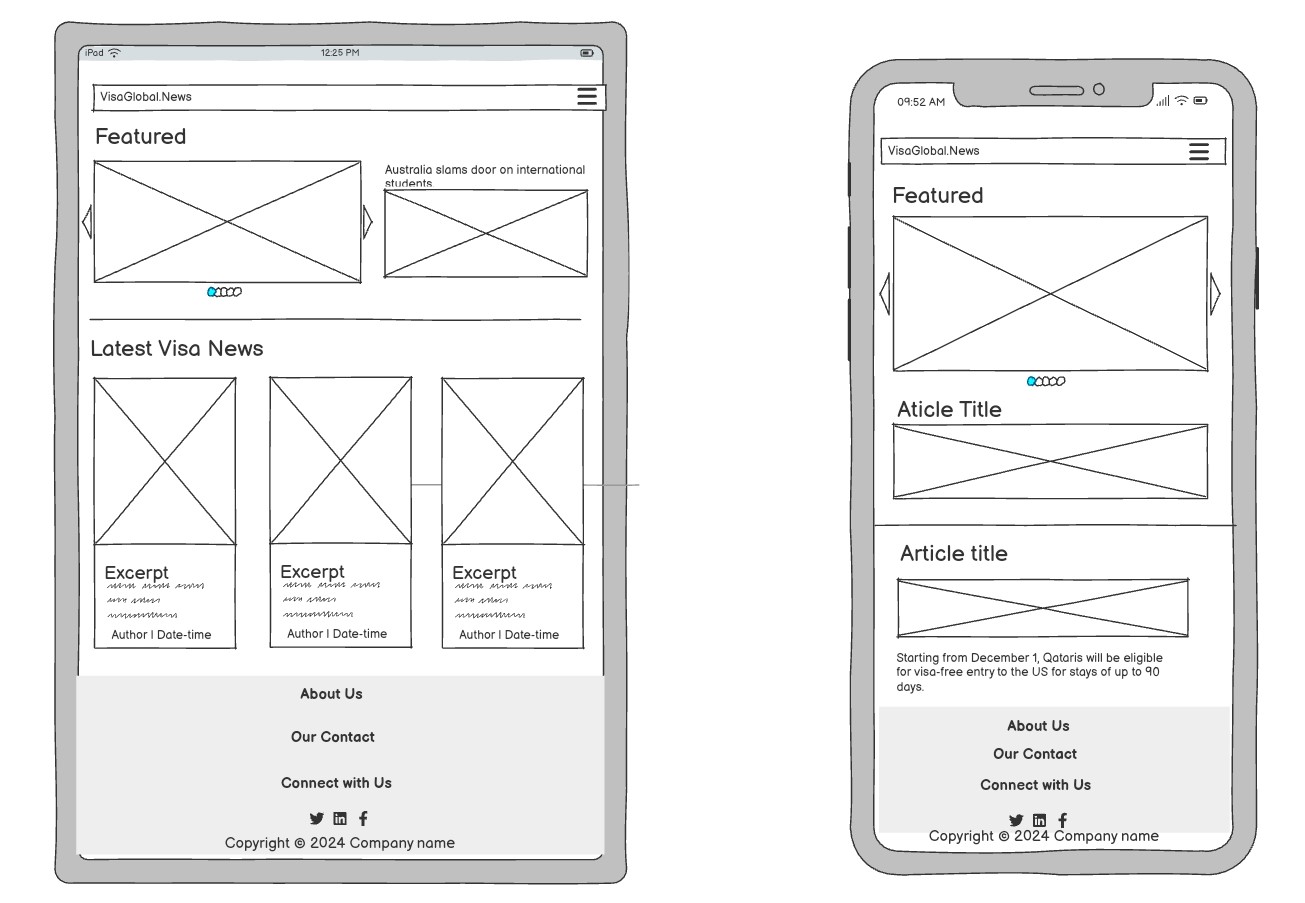 iPad 12:25 PM
VisaGlobal.News
Featured
Australia slams door on international
students
Latest Visa News
Excerpt
Author | Date-time
Excerpt
Author | Date-time
Excerpt
Author | Date-time
About Us
Our Contact
Connect with Us
Copyright © 2024 Company name
09:52 AM
VisaGlobal.News
Featured
Aticle Title
Article title
Starting from December 1, Qataris will be eligible
for visa-free entry to the US for stays of up to 90
days.
About Us
Our Contact
Connect with Us
Copyright © 2024 Company name